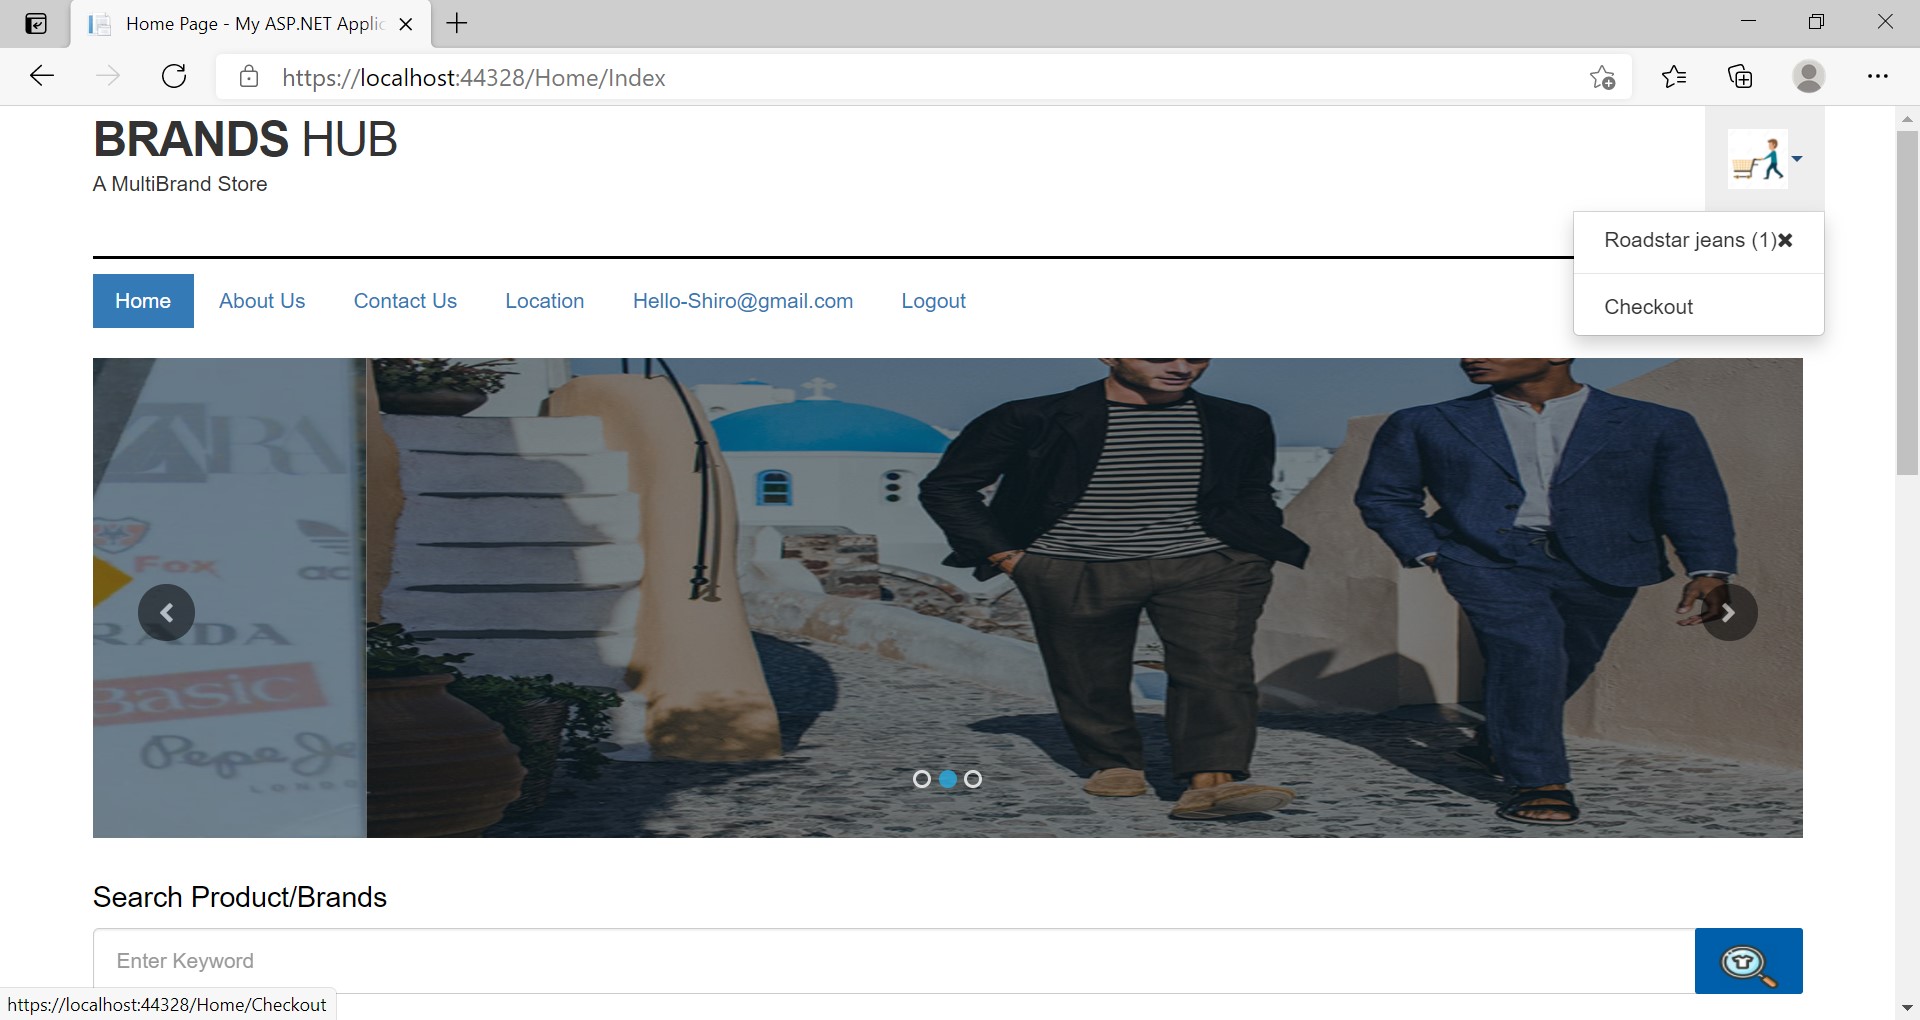 Home Page - My ASP.NET Applic
https://localhost:44328/Home/Index
BRANDS HUB
A MultiBrand Store
Roadstar jeans (1)
Checkout
Home
About Us
Contact Us
Location
Hello-Shiro@gmail.com
Logout
Fox
RADA
Basic
Pepe Je
LONDO
Search Product/Brands
Enter Keyword
https://localhost:44328/Home/Checkout